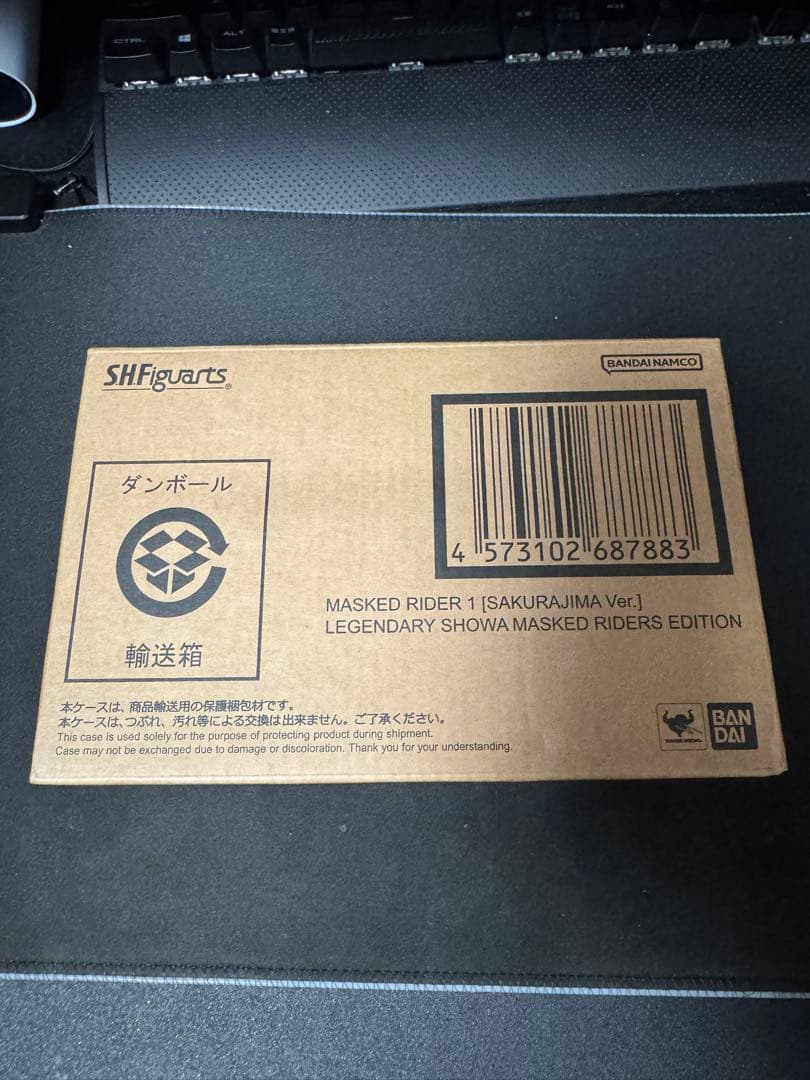 CTRL
ALT
S.H.Figuarts®
BANDAI NAMCO
ダンボール
輸送箱
4 573102 687883
MASKED RIDER 1 [SAKURAJIMA Ver.]
LEGENDARY SHOWA MASKED RIDERS EDITION
本ケースは、商品輸送用の保護梱包材です。
本ケースは、つぶれ、汚れ等による交換は出来ません。ご了承ください。
This case is used solely for the purpose of protecting product during shipment.
Case may not be exchanged due to damage or discoloration. Thank you for your understanding.
BAN
DAI